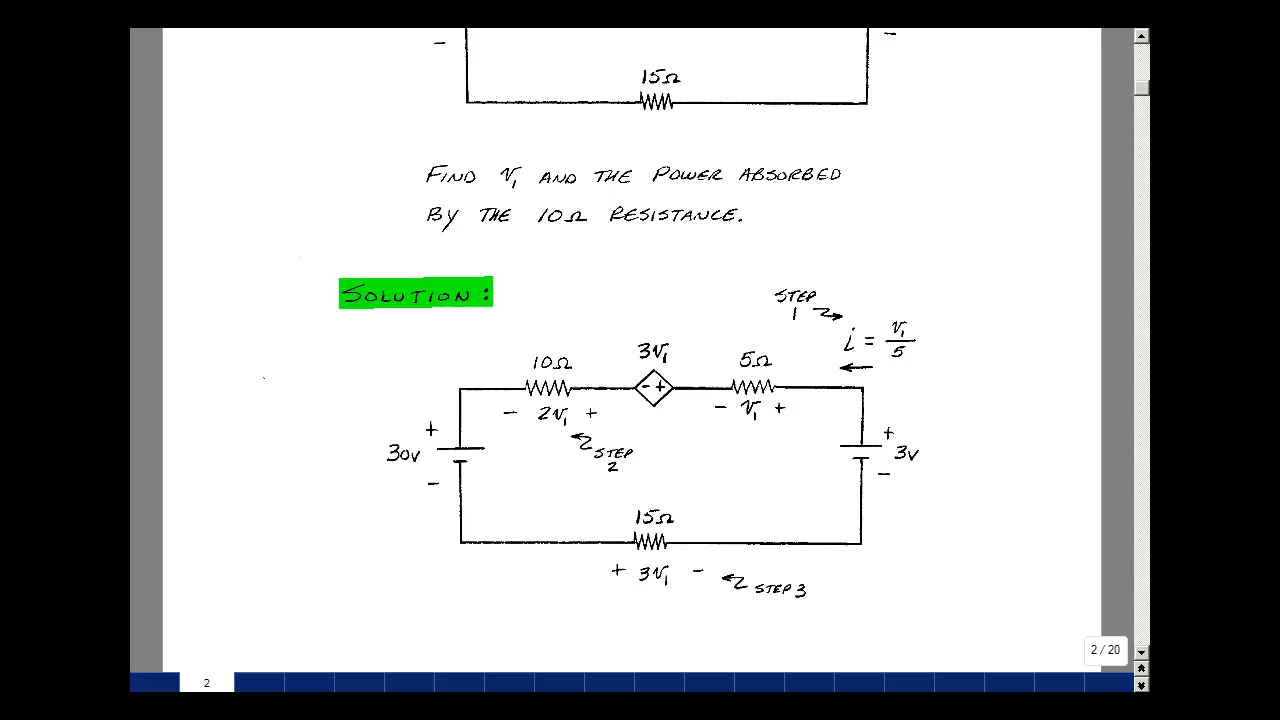 -
-
15Ω
FIND v₁ AND THE POWER ABSORBED
BY THE 10Ω RESISTANCE.
SOLUTION:
STEP
1
i = v₁/5
10Ω
3v₁
5Ω
- +
- 2v₁ +
- v₁ +
STEP
2
+
30v
-
+
3v
-
15Ω
+ 3v₁ -
STEP 3
2 / 20
2